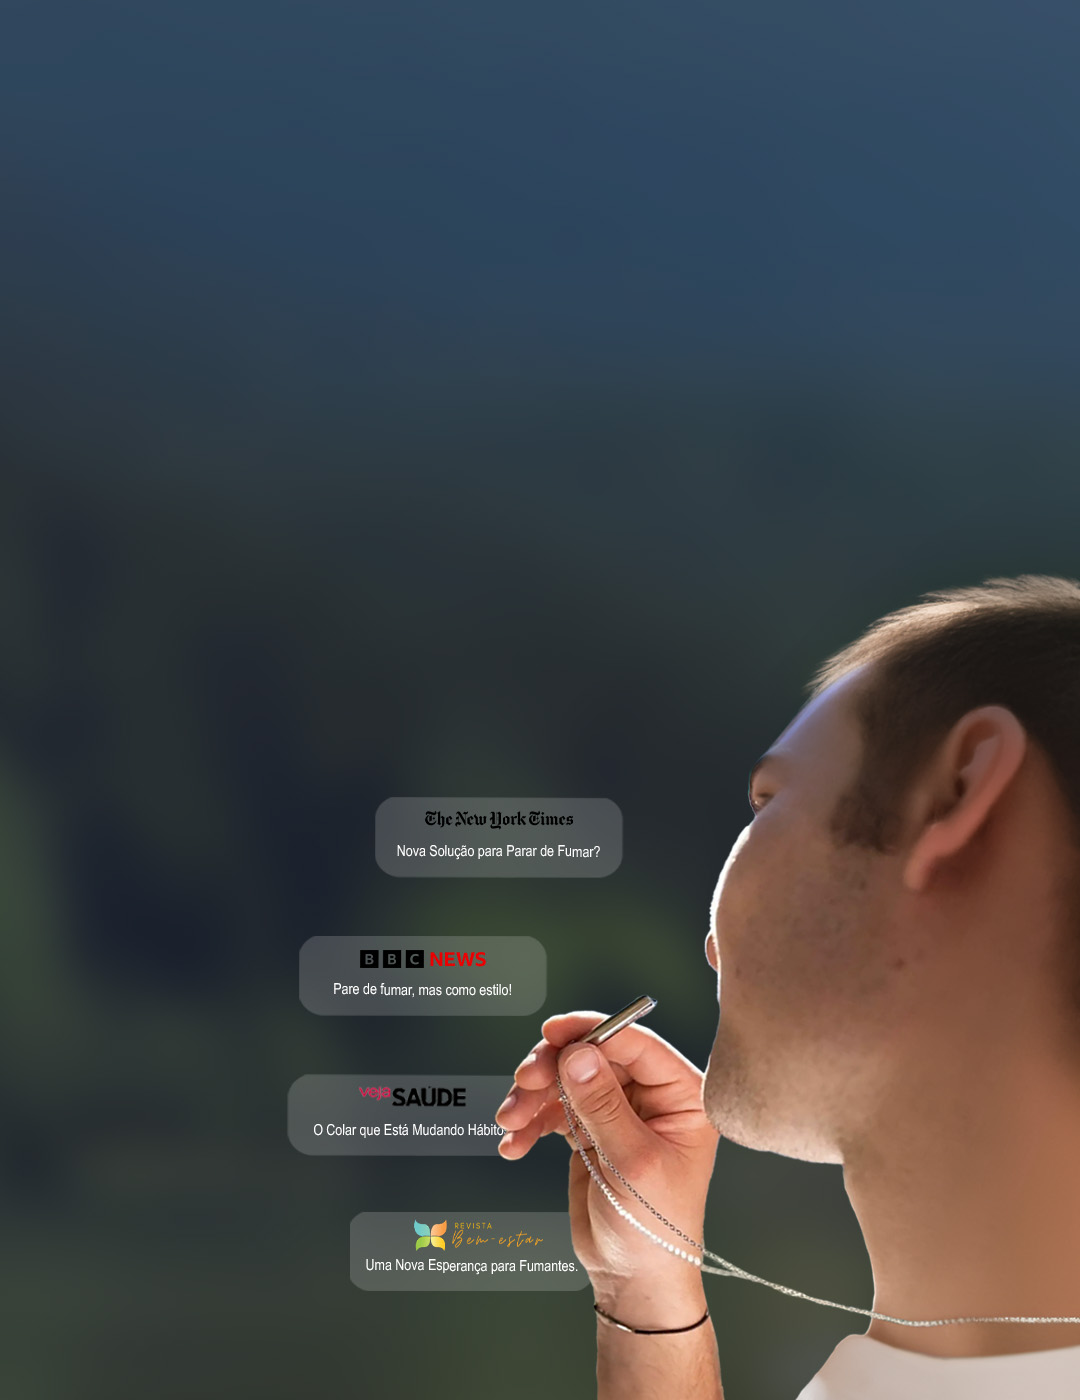 The New York Times
Nova Solução para Parar de Fumar?
BBC NEWS
Pare de fumar, mas como estilo!
veja SAÚDE
O Colar que Está Mudando Hábito
REVISTA
Bem-estar
Uma Nova Esperança para Fumantes.